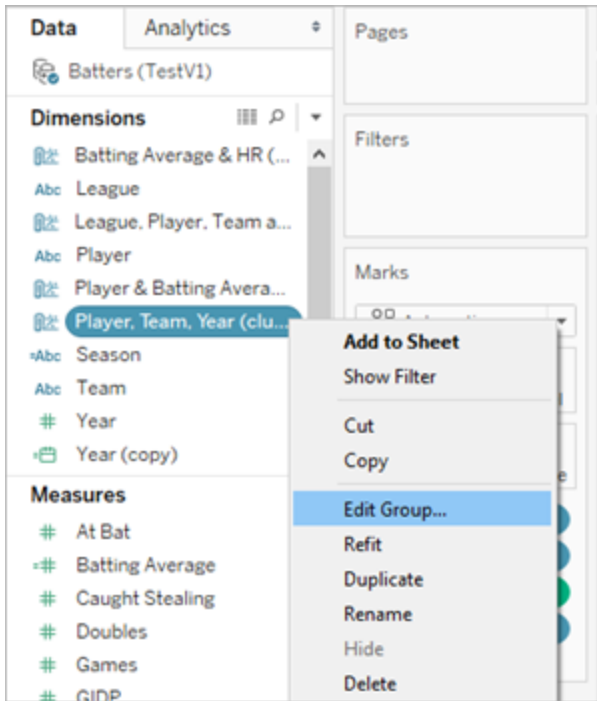 Data
Analytics
Batters (TestV1)
Dimensions
Batting Average & HR (...
Abc League
League, Player, Team a...
Abc Player
Player & Batting Avera...
Player, Team, Year (clu...
=Abc Season
Abc Team
# Year
Year (copy)
Measures
# At Bat
=# Batting Average
# Caught Stealing
# Doubles
# Games
# GIDP
Pages
Filters
Marks
Add to Sheet
Show Filter
Cut
Copy
Edit Group...
Refit
Duplicate
Rename
Hide
Delete